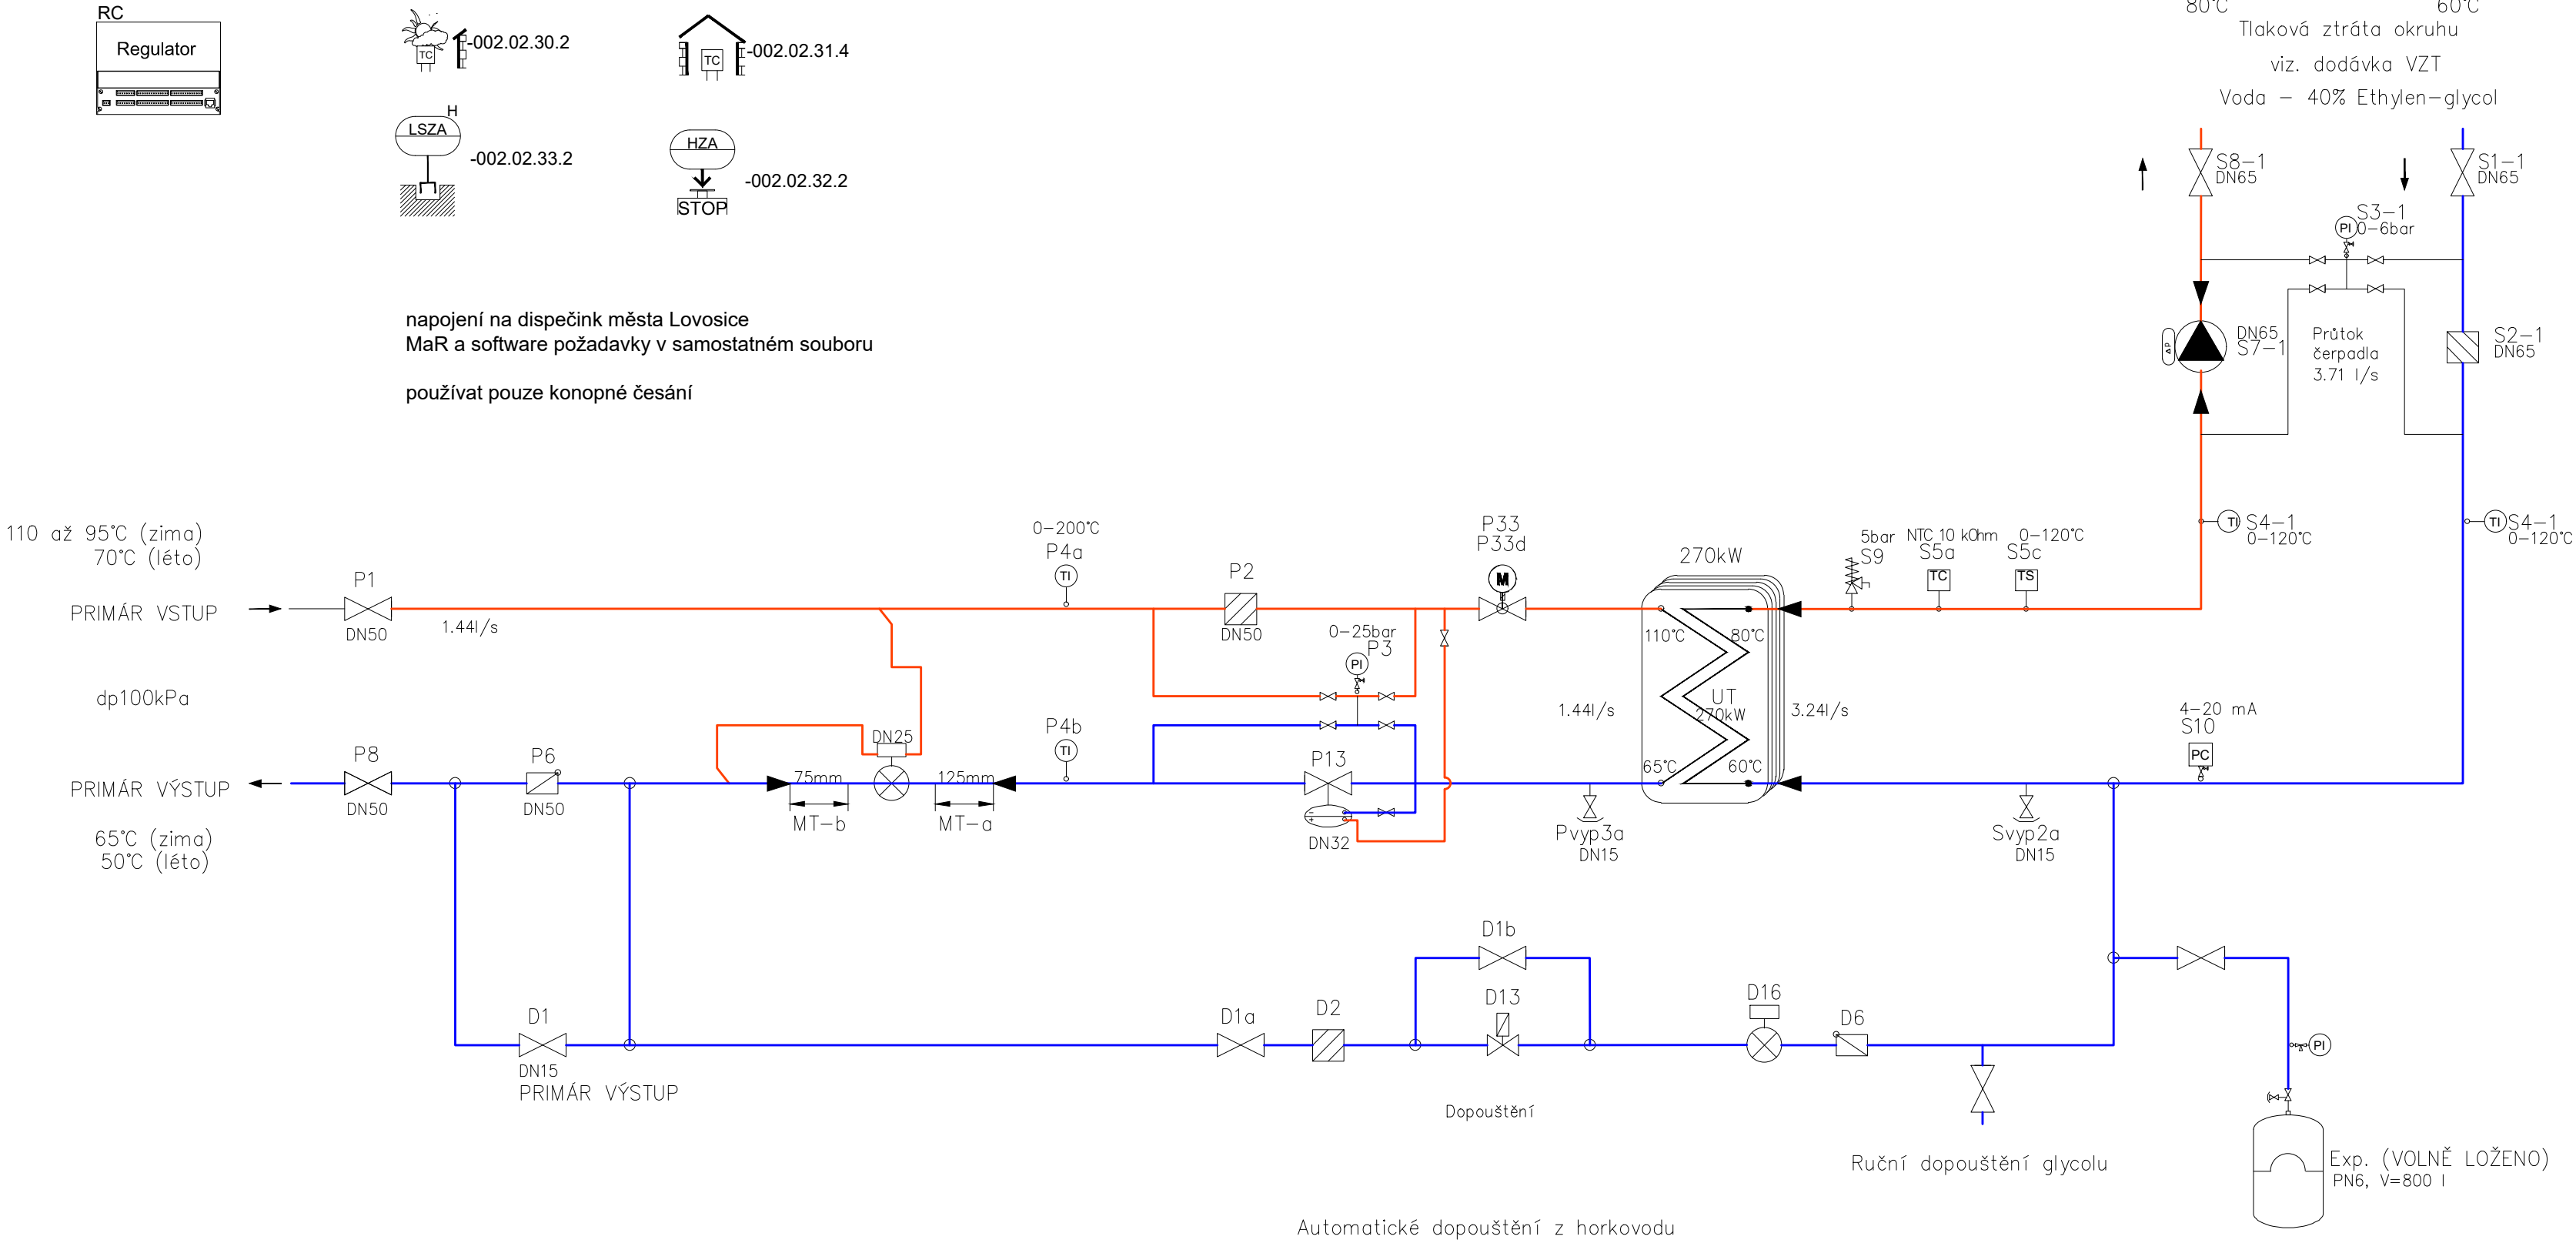 RC
Regulator
TC
-002.02.30.2
TC
-002.02.31.4
H
LSZA
-002.02.33.2
HZA
-002.02.32.2
STOP
80°C
60°C
Tlaková ztráta okruhu
viz. dodávka VZT
Voda - 40% Ethylen-glycol
S8-1
DN65
S1-1
DN65
S3-1
PI
0-6bar
DN65
S7-1
ΔP
Průtok
čerpadla
3.71 l/s
S2-1
DN65
napojení na dispečink města Lovosice
MaR a software požadavky v samostatném souboru
používat pouze konopné česání
TI
S4-1
0-120°C
TI
S4-1
0-120°C
110 až 95°C (zima)
70°C (léto)
PRIMÁR VSTUP
P1
DN50
1.44l/s
0-200°C
P4a
TI
P2
DN50
P33
P33d
M
270kW
5bar
S9
NTC 10 kOhm
S5a
TC
0-120°C
S5c
TS
0-25bar
P3
PI
110°C
80°C
UT
270kW
1.44l/s
3.24l/s
65°C
60°C
dp100kPa
PRIMÁR VÝSTUP
65°C (zima)
50°C (léto)
P8
DN50
P6
DN50
DN25
75mm
MT-b
125mm
MT-a
P4b
TI
P13
DN32
-
+
Pvyp3a
DN15
Svyp2a
DN15
4-20 mA
S10
PC
D1
DN15
PRIMÁR VÝSTUP
D1a
D2
D1b
D13
D16
D6
PI
Dopouštění
Ruční dopouštění glycolu
Exp. (VOLNĚ LOŽENO)
PN6, V=800 l
Automatické dopouštění z horkovodu